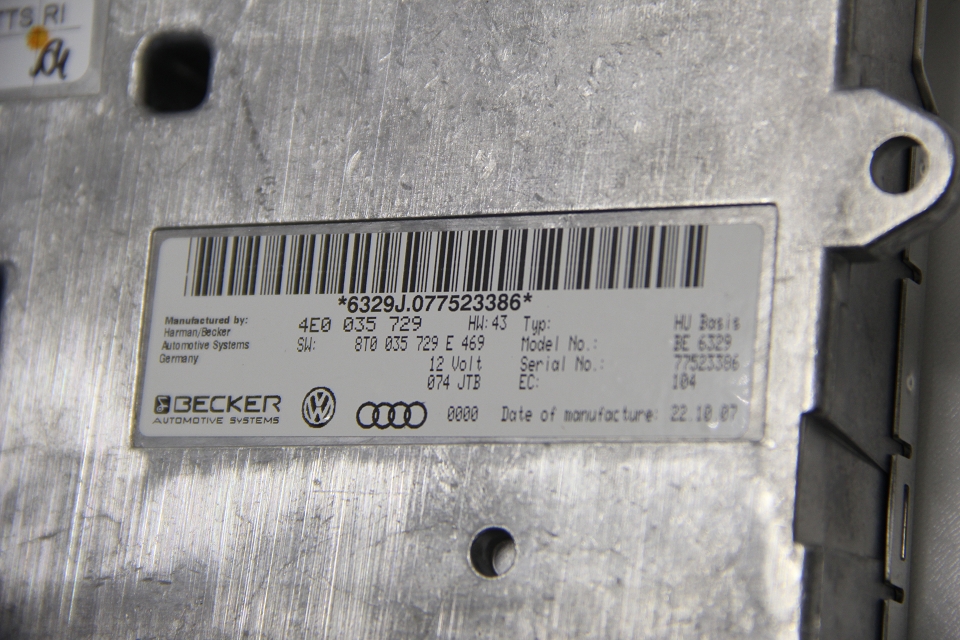 TTS RI
*6329J.077523386*
Manufactured by:
Harman/Becker
Automotive Systems
Germany
4E0 035 729 HW:43
SW: 8T0 035 729 E 469
12 Volt
074 JTB
Typ: HU Basis
Model No.: BE 6329
Serial No.: 77523386
EC: 104
BECKER
AUTOMOTIVE SYSTEMS
0000 Date of manufacture: 22.10.07